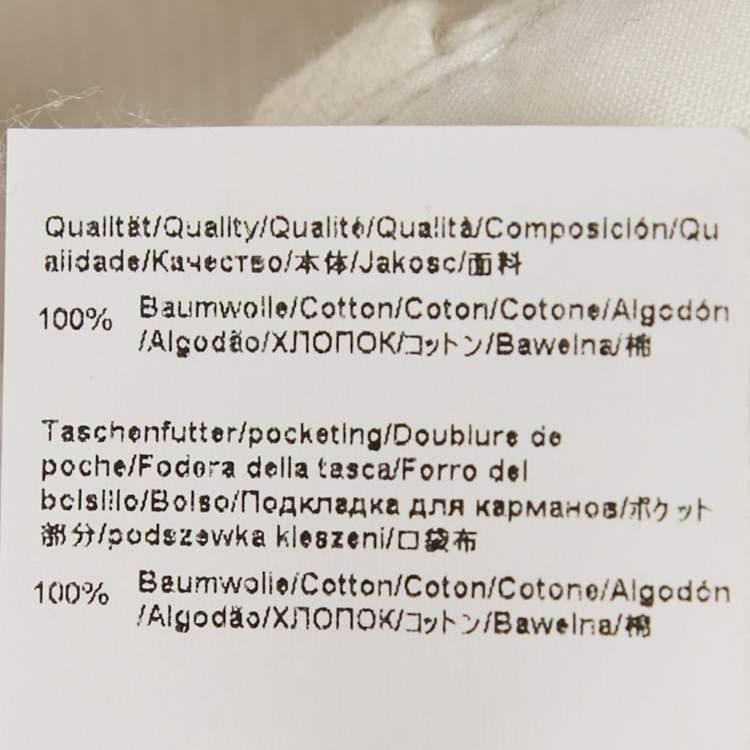 Qualität/Quality/Qualité/Qualità/Composición/Qu
alidade/Качество/本体/Jakosc/面料
100% Baumwolle/Cotton/Coton/Cotone/Algodón
/Algodão/ХЛОПОК/コットン/Bawelna/棉
Taschenfutter/pocketing/Doublure de
poche/Fodera della tasca/Forro del
bolsillo/Bolso/Подкладка для карманов/ポケット
部分/podszewka kieszeni/口袋布
100% Baumwolle/Cotton/Coton/Cotone/Algodón
/Algodão/ХЛОПОК/コットン/Bawelna/棉